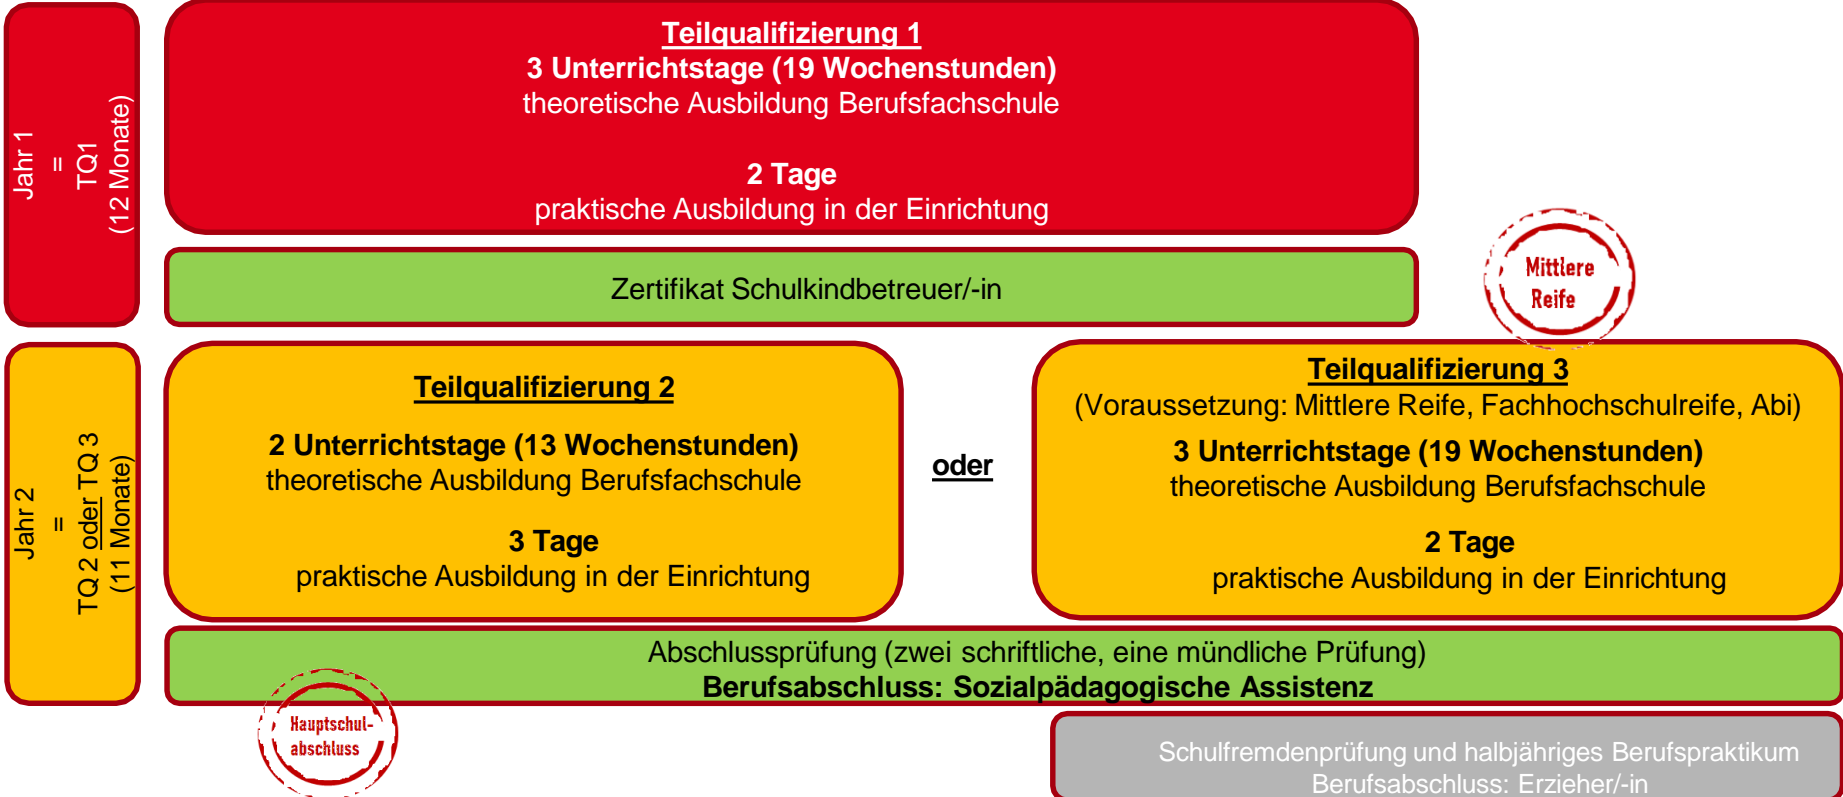 Jahr 1
=
TQ1
(12 Monate)
Teilqualifizierung 1
3 Unterrichtstage (19 Wochenstunden)
theoretische Ausbildung Berufsfachschule
2 Tage
praktische Ausbildung in der Einrichtung
Zertifikat Schulkindbetreuer/-in
Mittlere
Reife
Jahr 2
=
TQ 2 oder TQ 3
(11 Monate)
Teilqualifizierung 2
2 Unterrichtstage (13 Wochenstunden)
theoretische Ausbildung Berufsfachschule
3 Tage
praktische Ausbildung in der Einrichtung
oder
Teilqualifizierung 3
(Voraussetzung: Mittlere Reife, Fachhochschulreife, Abi)
3 Unterrichtstage (19 Wochenstunden)
theoretische Ausbildung Berufsfachschule
2 Tage
praktische Ausbildung in der Einrichtung
Abschlussprüfung (zwei schriftliche, eine mündliche Prüfung)
Berufsabschluss: Sozialpädagogische Assistenz
Hauptschul-
abschluss
Schulfremdenprüfung und halbjähriges Berufspraktikum
Berufsabschluss: Erzieher/-in